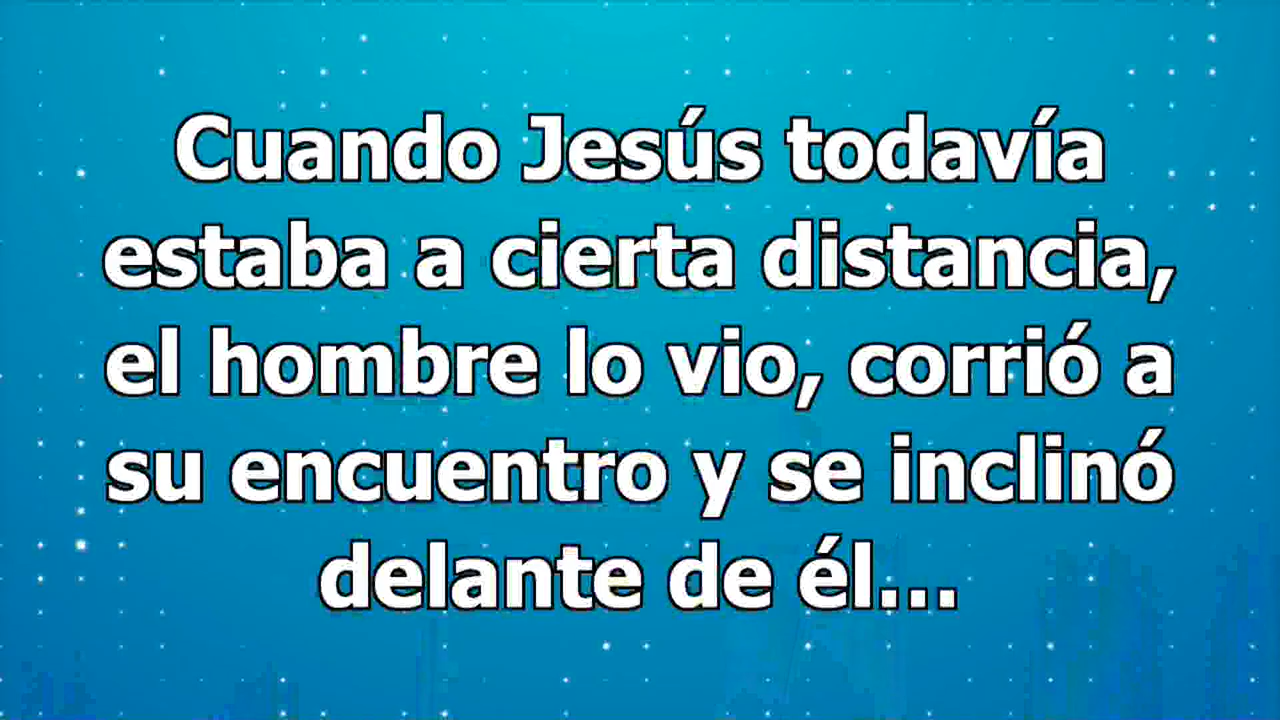 Cuando Jesús todavía
estaba a cierta distancia,
el hombre lo vio, corrió a
su encuentro y se inclinó
delante de él...